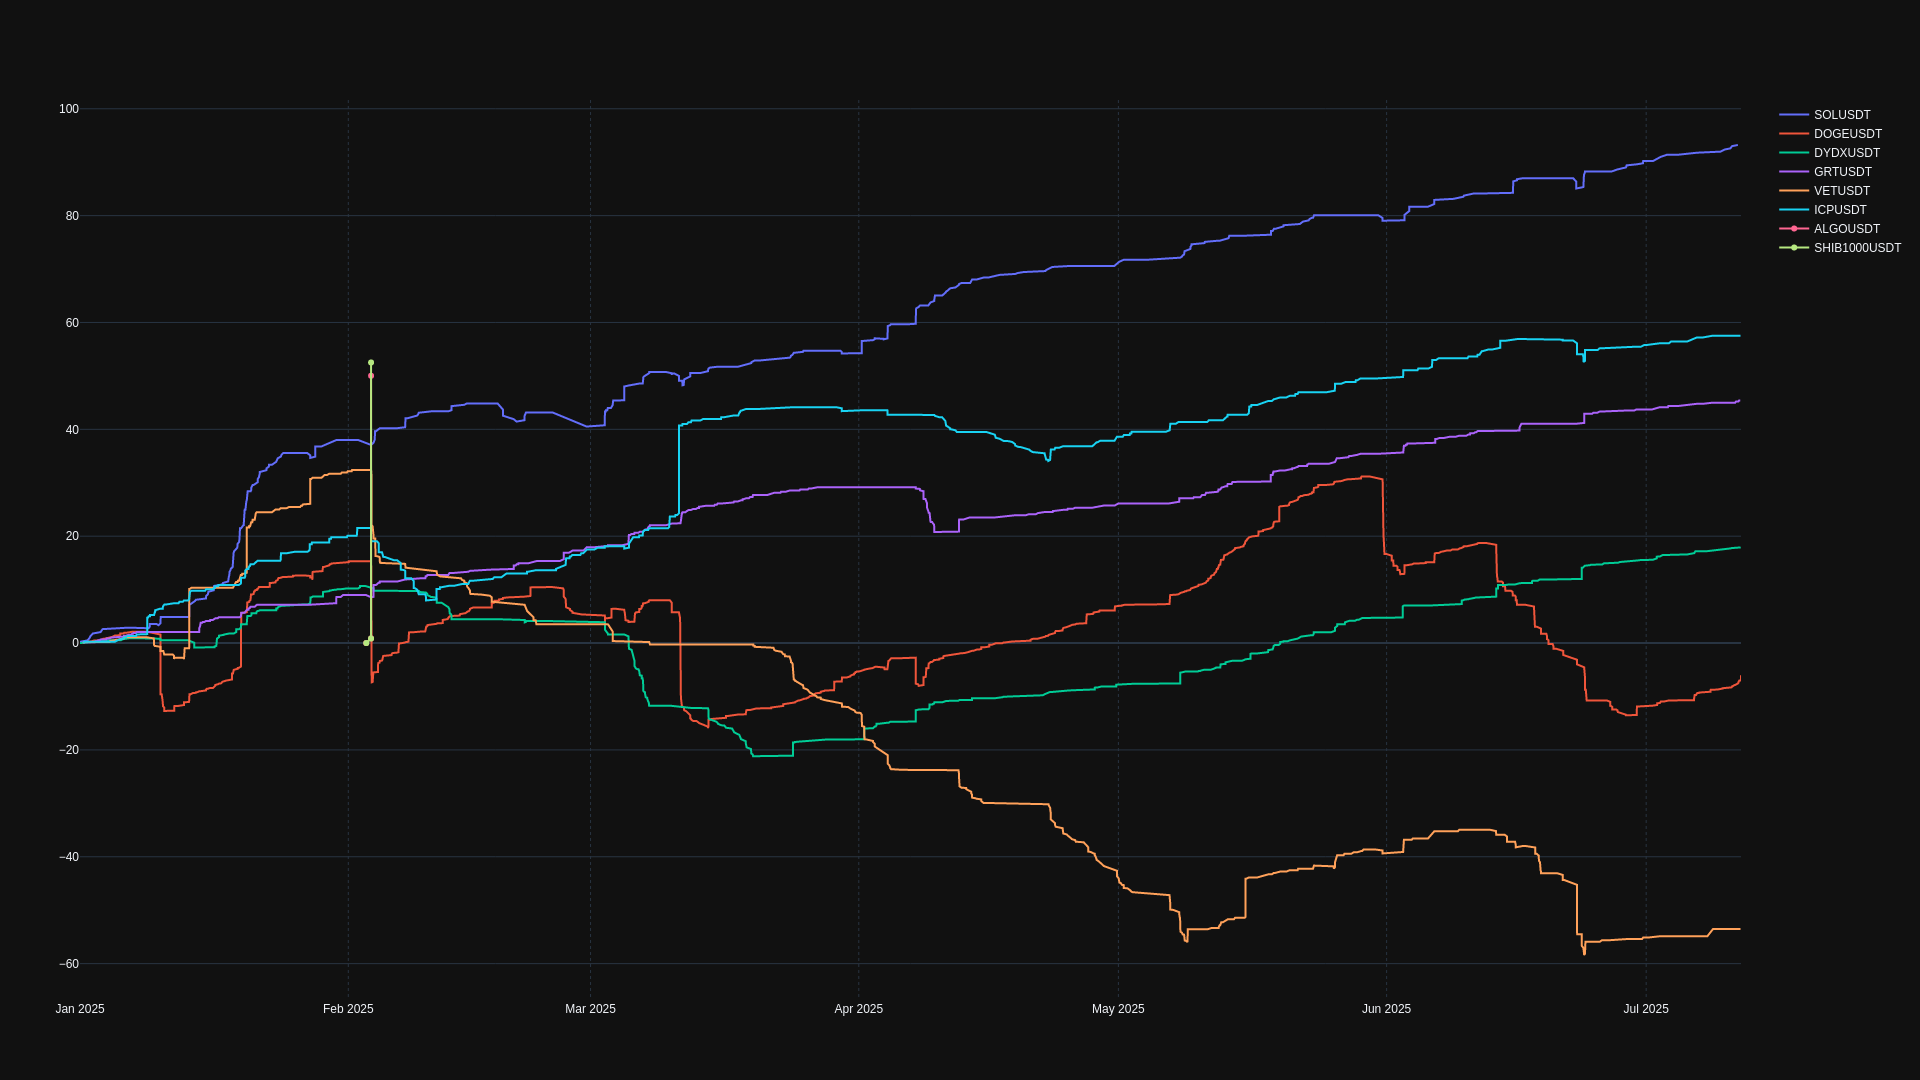 100
80
60
40
20
0
−20
−40
−60
Jan 2025
Feb 2025
Mar 2025
Apr 2025
May 2025
Jun 2025
Jul 2025
SOLUSDT
DOGEUSDT
DYDXUSDT
GRTUSDT
VETUSDT
ICPUSDT
ALGOUSDT
SHIB1000USDT